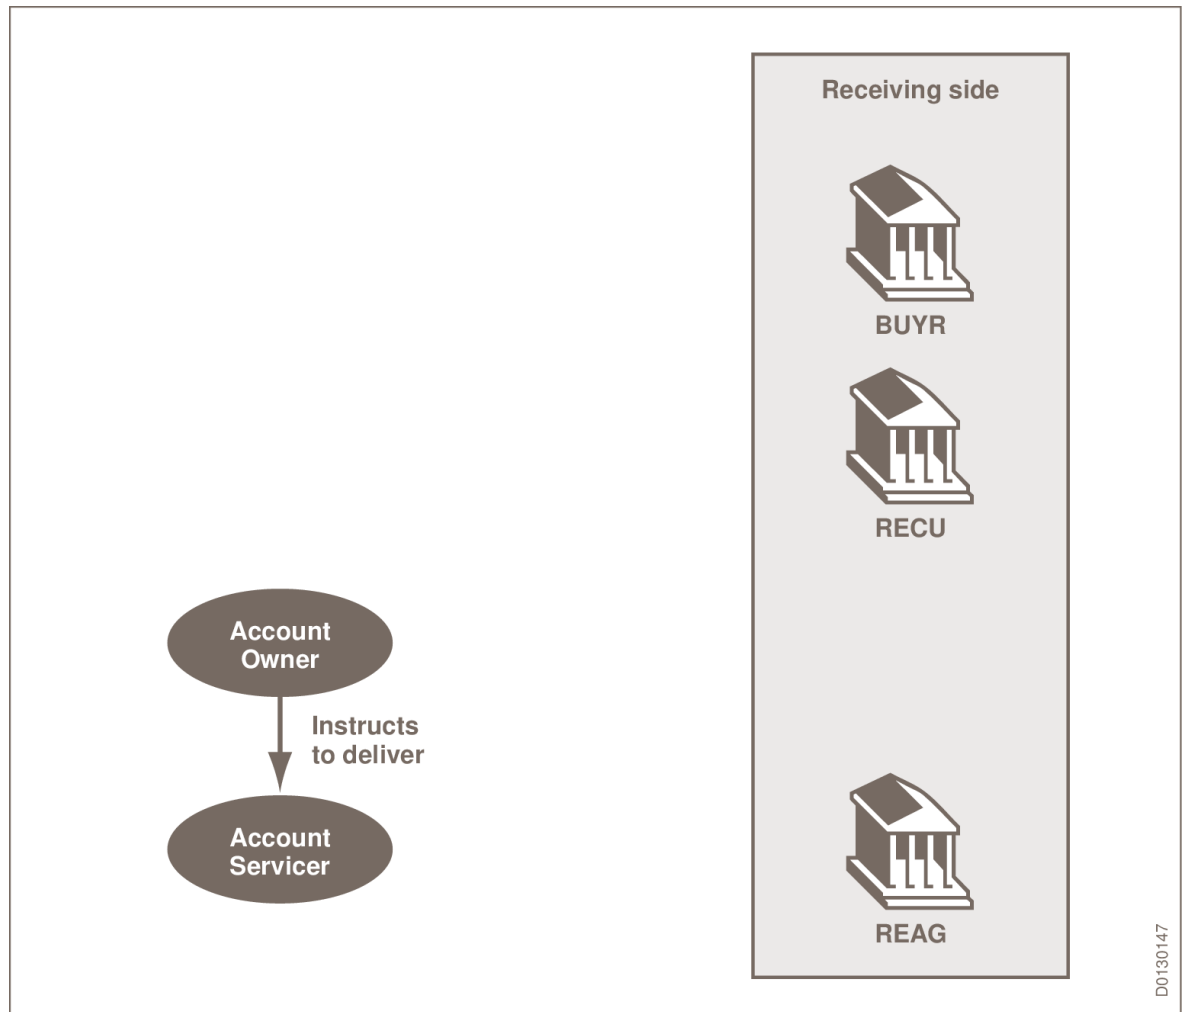 Receiving side
BUYR
RECU
Account
Owner
Instructs
to deliver
Account
Servicer
REAG
D0130147